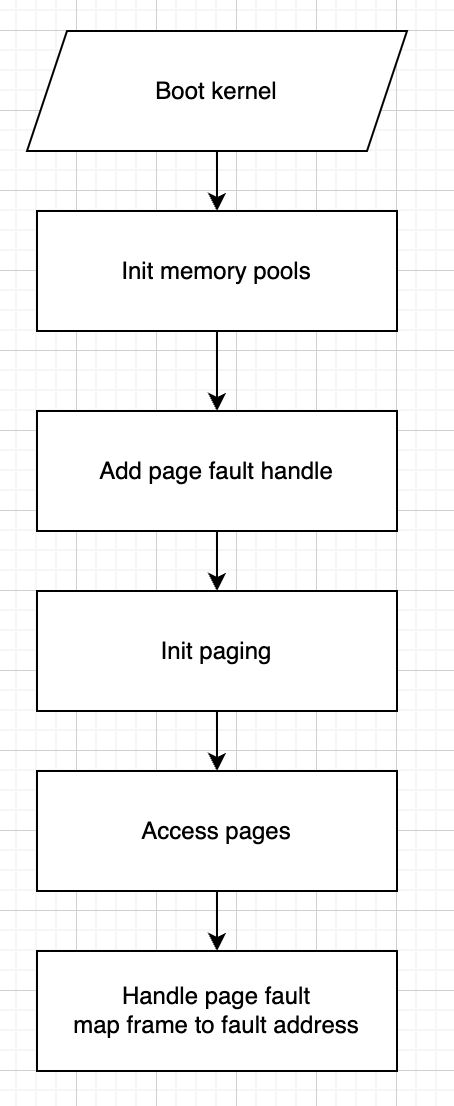 Boot kernel
Init memory pools
Add page fault handle
Init paging
Access pages
Handle page fault
map frame to fault address